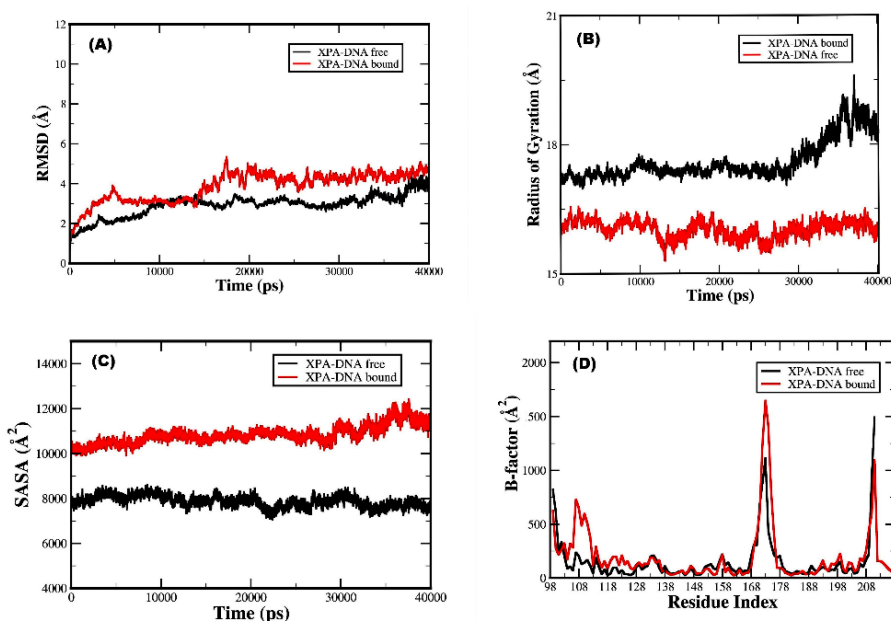 (A)
XPA-DNA free
XPA-DNA bound
12
10
8
6
4
2
0
RMSD (Å)
0
10000
20000
30000
40000
Time (ps)
(B)
XPA-DNA bound
XPA-DNA free
21
18
15
Radius of Gyration (Å)
0
10000
20000
30000
40000
Time (ps)
(C)
XPA-DNA free
XPA-DNA bound
14000
12000
10000
8000
6000
4000
SASA (Å²)
0
10000
20000
30000
40000
Time (ps)
(D)
XPA-DNA free
XPA-DNA bound
2000
500
1000
500
0
B-factor (Å²)
98
108
118
128
138
148
158
168
178
188
198
208
Residue Index